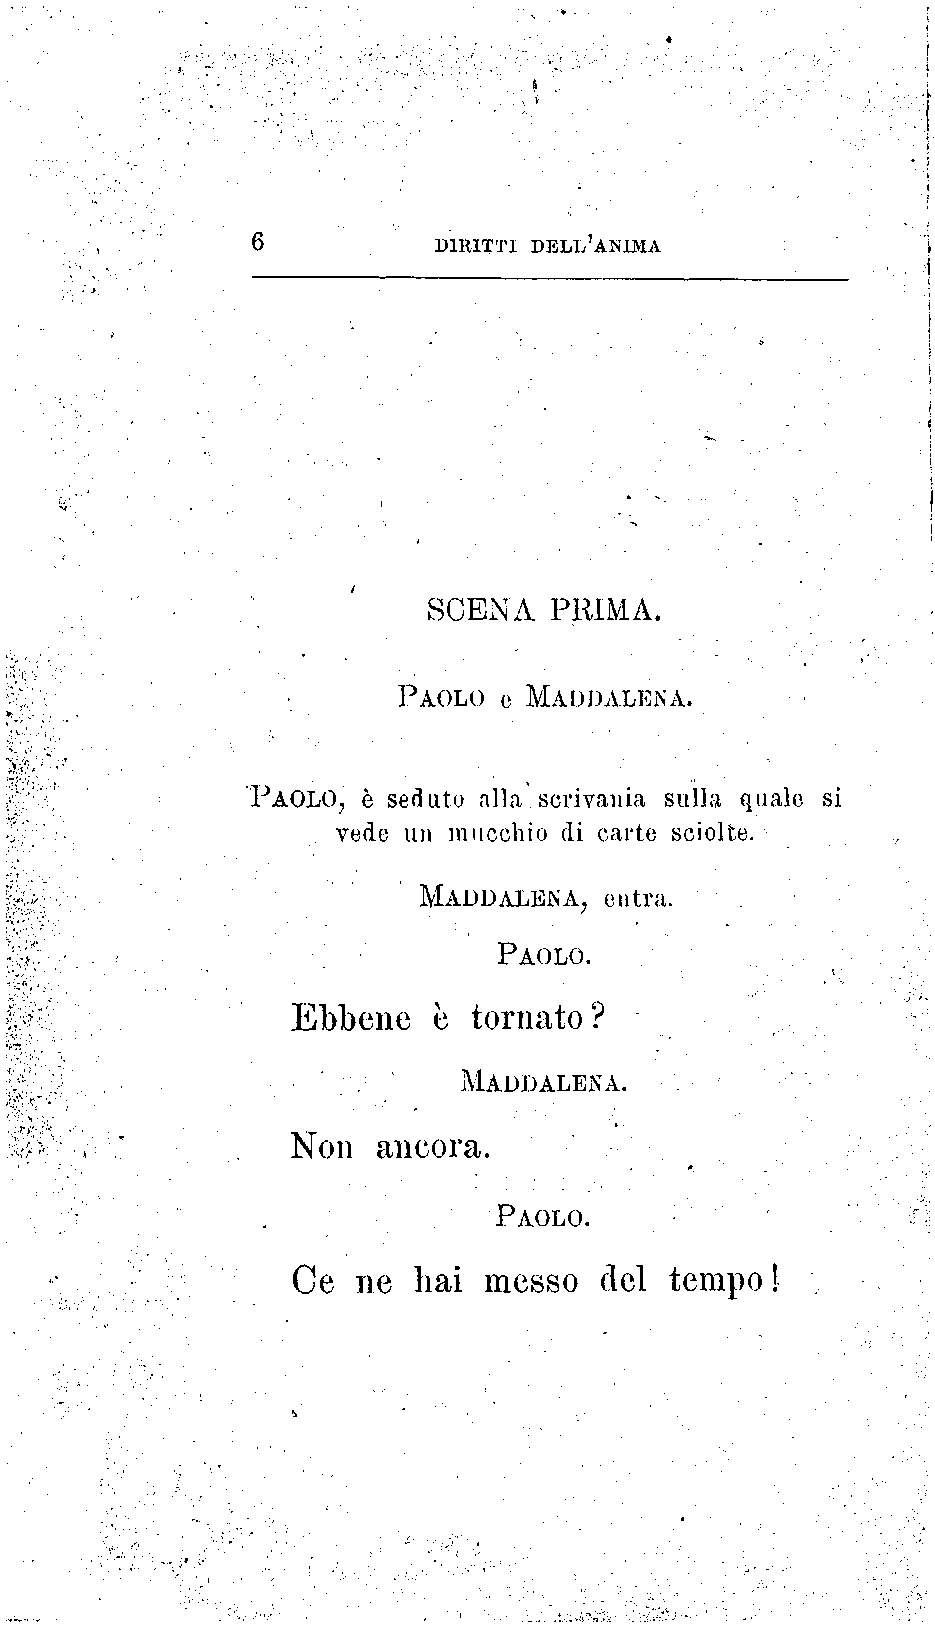 6 DIRITTI DELL'ANIMA
SCENA PRIMA.
PAOLO e MADDALENA.
PAOLO, è seduto alla scrivania sulla quale si
vede un mucchio di carte sciolte.
MADDALENA, entra.
PAOLO.
Ebbene è tornato?
MADDALENA.
Non ancora.
PAOLO.
Ce ne hai messo del tempo!